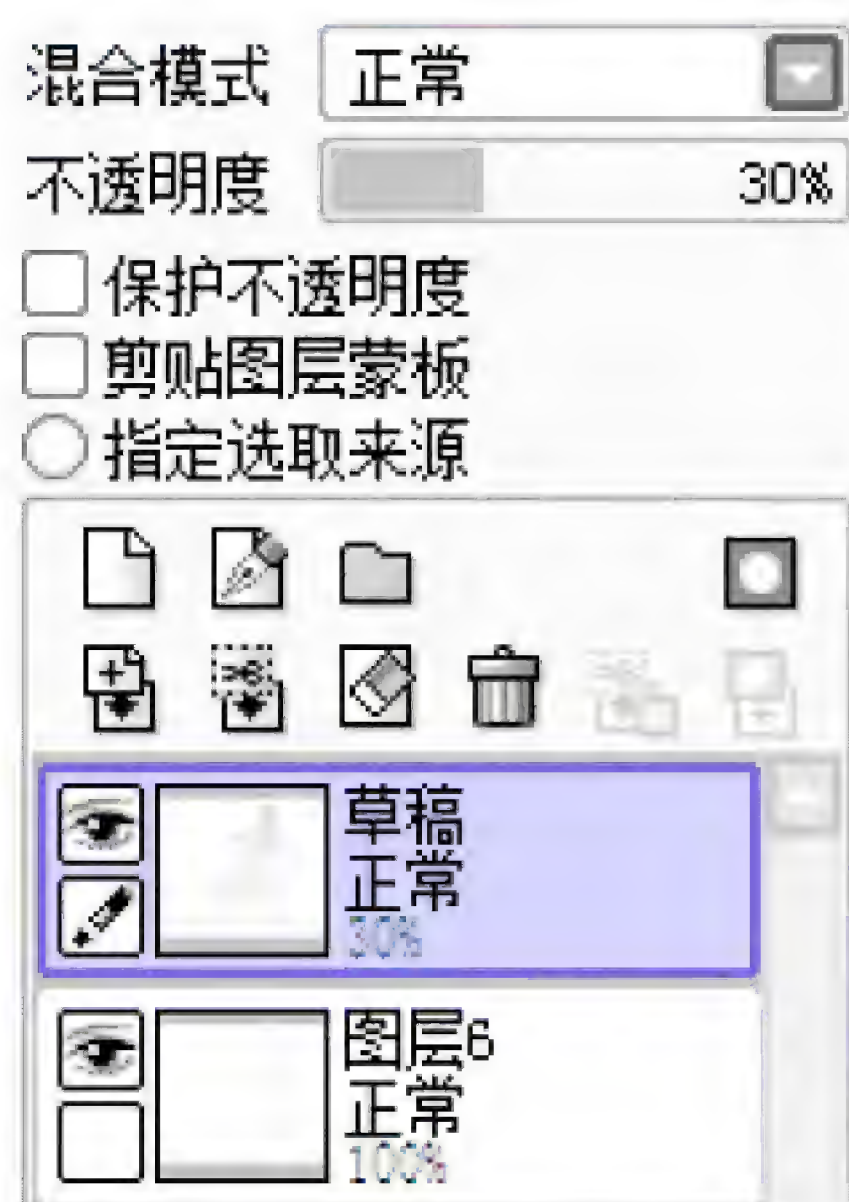 混合模式 正常
不透明度 30%
保护不透明度
剪贴图层蒙板
指定选取来源
草稿
正常
30%
图层6
正常
100%